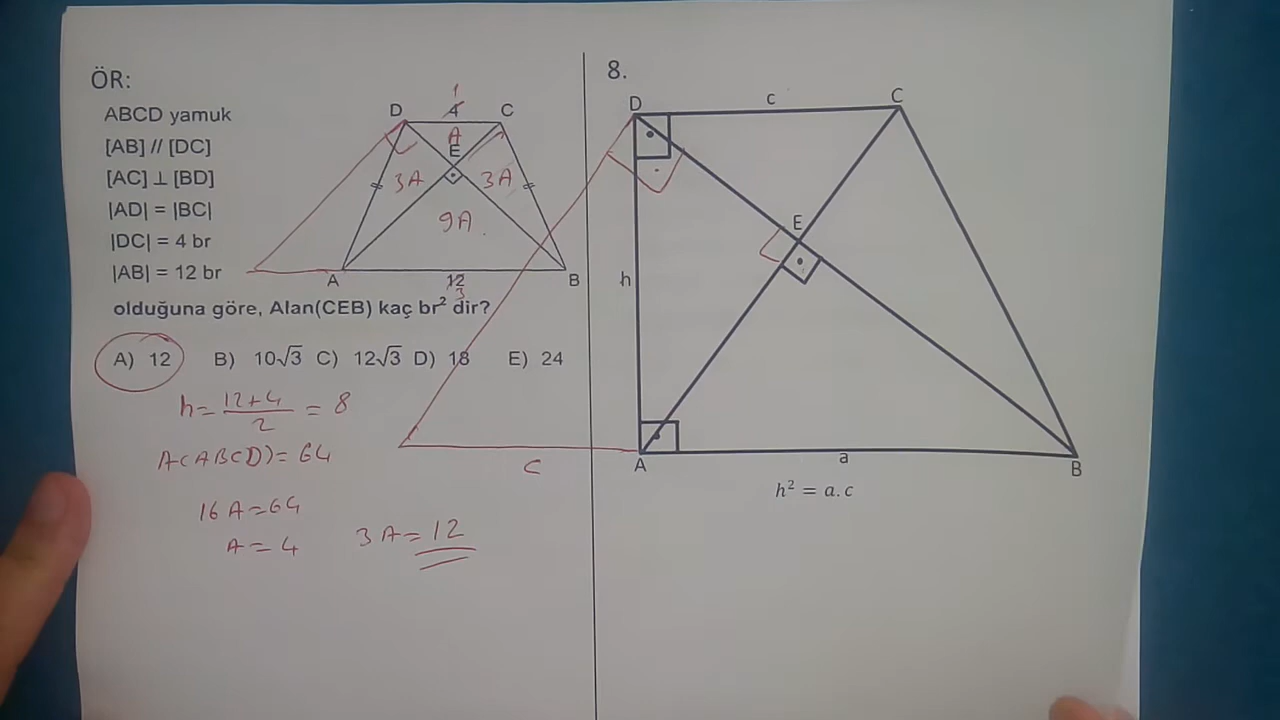 ÖR:
ABCD yamuk
[AB] // [DC]
[AC] ⊥ [BD]
|AD| = |BC|
|DC| = 4 br
|AB| = 12 br
olduğuna göre, Alan(CEB) kaç br² dir?
A) 12 B) 10√3 C) 12√3 D) 18 E) 24
1
D 4 C
A
E
3A 3A
9A
A 12 B
3
h = 12+4 / 2 = 8
A(ABCD) = 64
16A = 64
A = 4 3A = 12
8.
D c C
E
h
A a B
c
h² = a.c